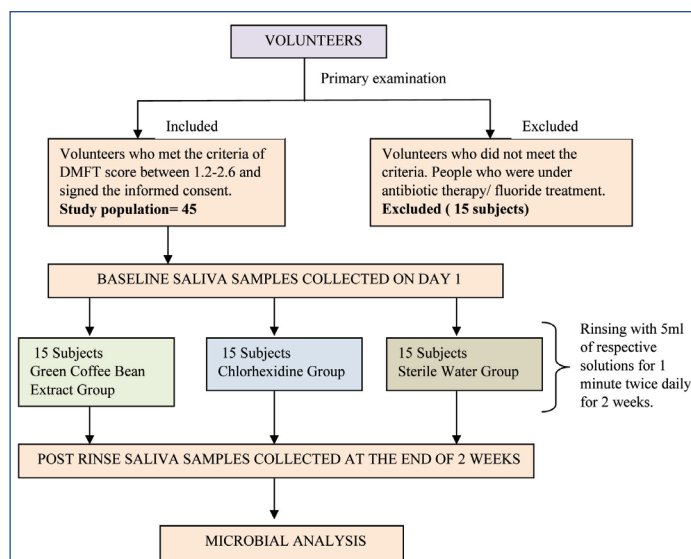 VOLUNTEERS
Primary examination
Included
Excluded
Volunteers who met the criteria of
DMFT score between 1.2-2.6 and
signed the informed consent.
Study population= 45
Volunteers who did not meet the
criteria. People who were under
antibiotic therapy/ fluoride treatment.
Excluded ( 15 subjects)
BASELINE SALIVA SAMPLES COLLECTED ON DAY 1
15 Subjects
Green Coffee Bean
Extract Group
15 Subjects
Chlorhexidine Group
15 Subjects
Sterile Water Group
Rinsing with 5ml
of respective
solutions for 1
minute twice daily
for 2 weeks.
POST RINSE SALIVA SAMPLES COLLECTED AT THE END OF 2 WEEKS
MICROBIAL ANALYSIS